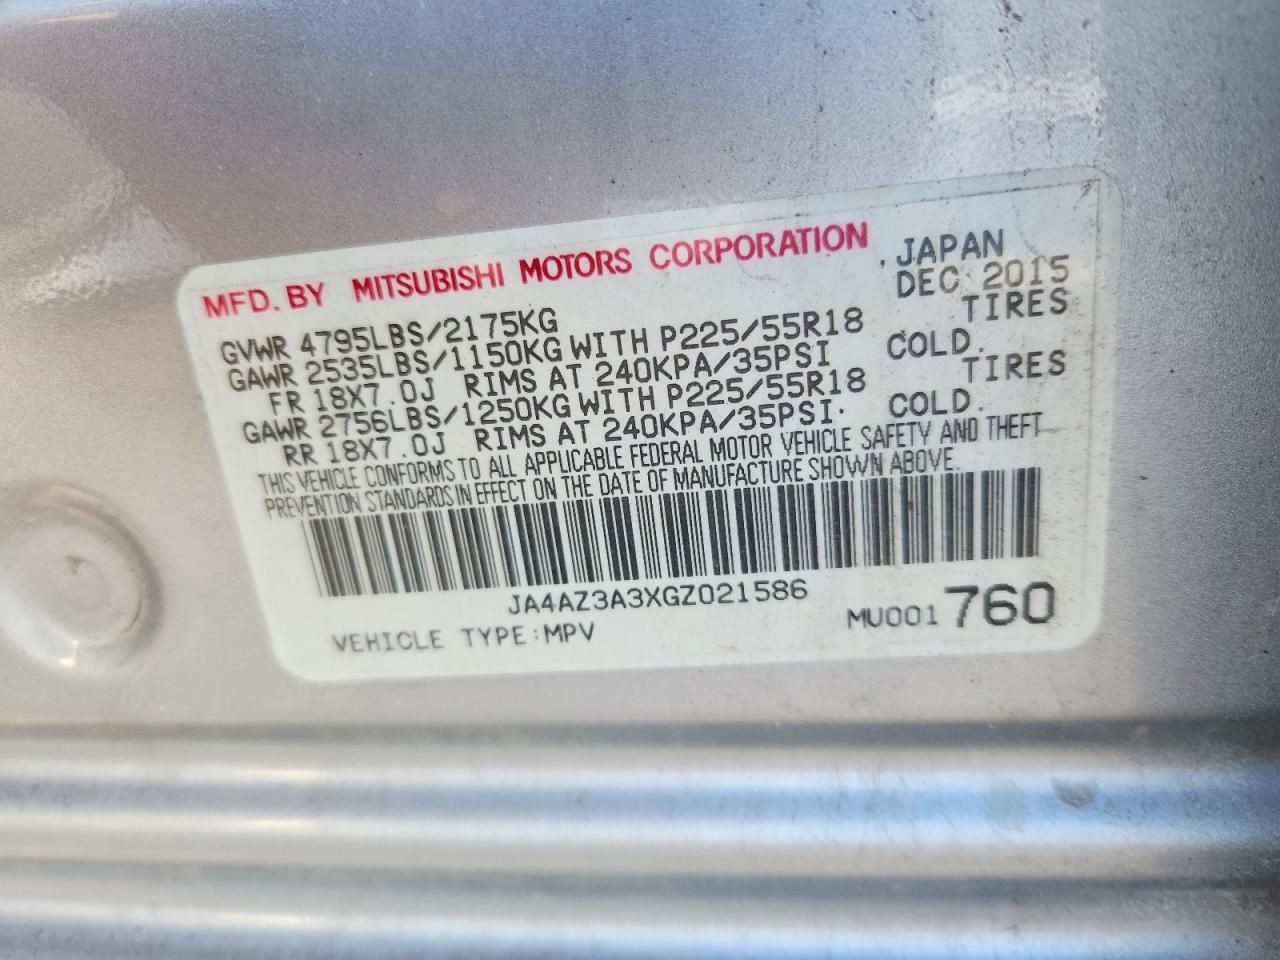 MFD. BY MITSUBISHI MOTORS CORPORATION , JAPAN
DEC 2015
GVWR 4795LBS/2175KG
GAWR 2535LBS/1150KG WITH P225/55R18 TIRES
FR 18X7.0J RIMS AT 240KPA/35PSI COLD.
GAWR 2756LBS/1250KG WITH P225/55R18 TIRES
RR 18X7.0J RIMS AT 240KPA/35PSI. COLD.
THIS VEHICLE CONFORMS TO ALL APPLICABLE FEDERAL MOTOR VEHICLE SAFETY AND THEFT
PREVENTION STANDARDS IN EFFECT ON THE DATE OF MANUFACTURE SHOWN ABOVE.
JA4AZ3A3XGZ021586
VEHICLE TYPE:MPV MU001760